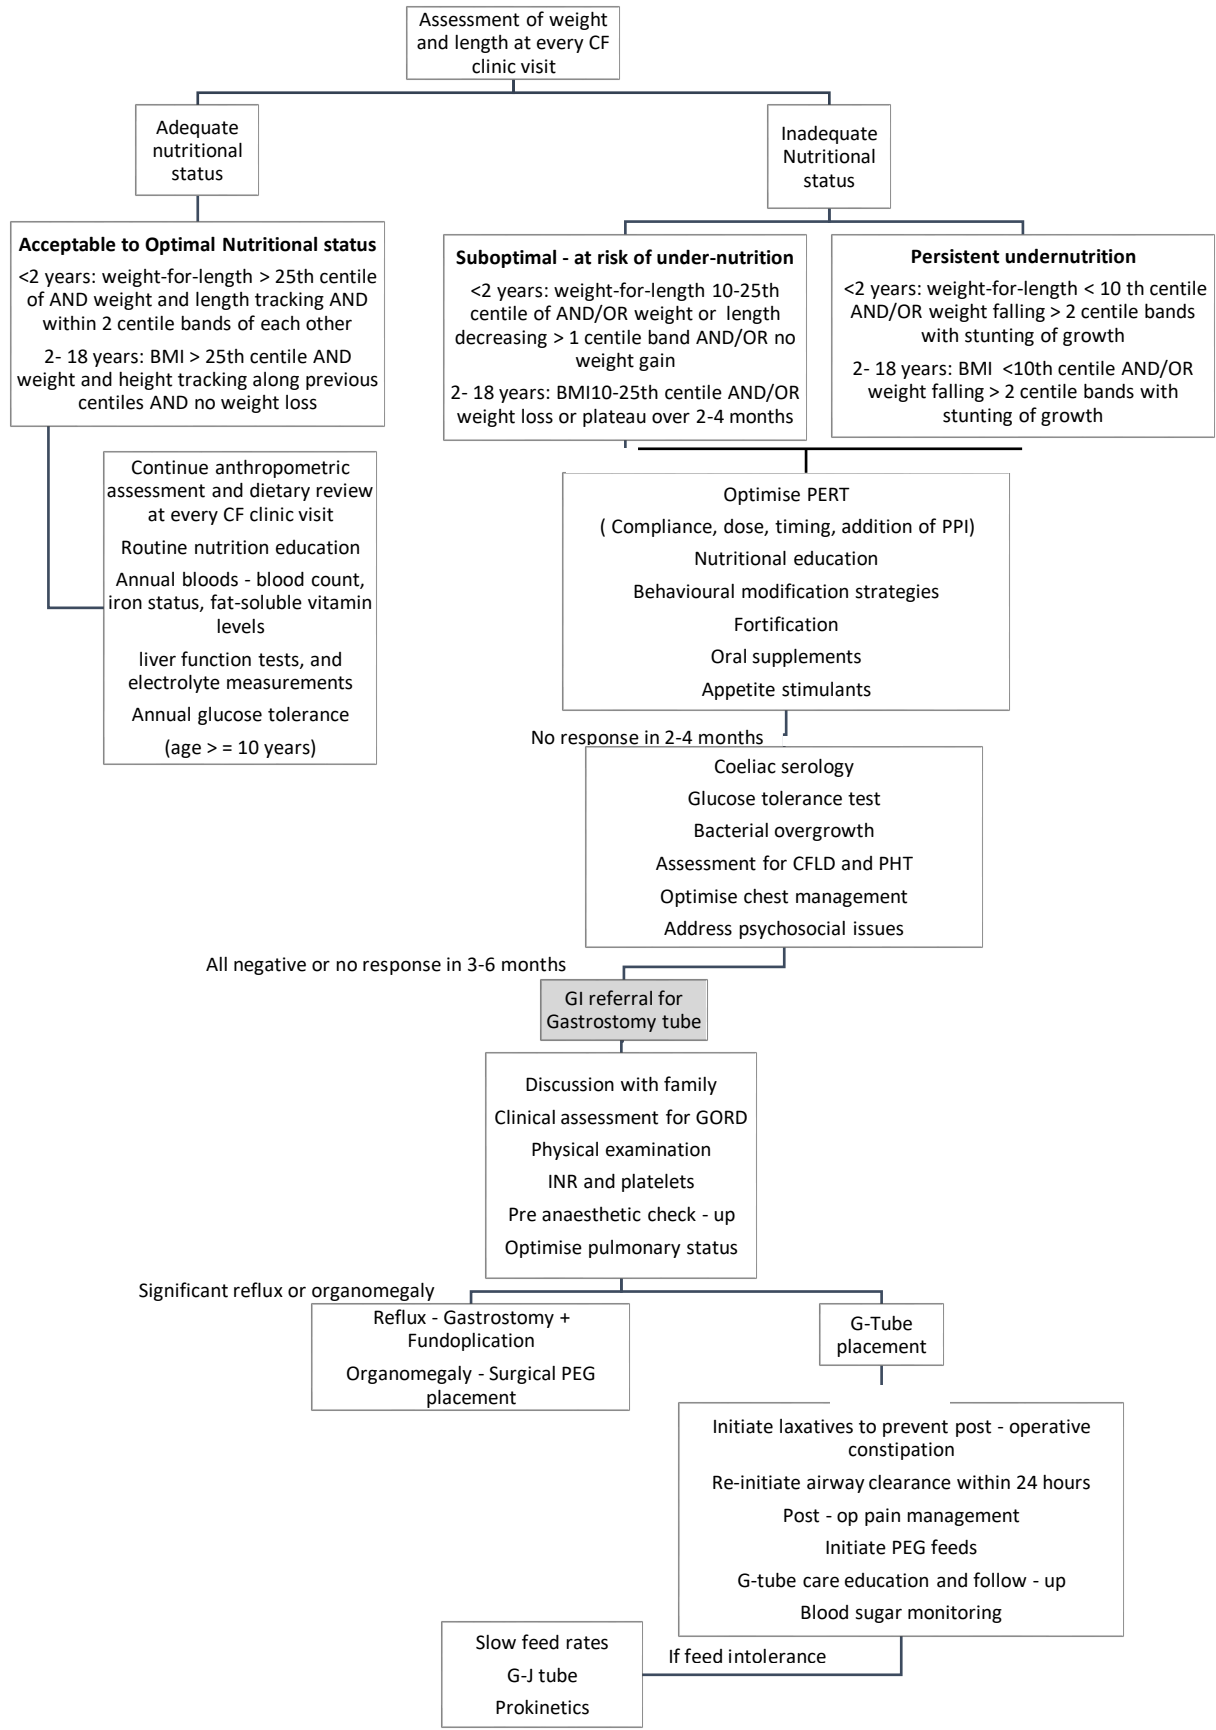 Assessment of weight
and length at every CF
clinic visit
Adequate
nutritional
status
Inadequate
Nutritional
status
Acceptable to Optimal Nutritional status
<2 years: weight-for-length > 25th centile
of AND weight and length tracking AND
within 2 centile bands of each other
2- 18 years: BMI > 25th centile AND
weight and height tracking along previous
centiles AND no weight loss
Suboptimal - at risk of under-nutrition
<2 years: weight-for-length 10-25th
centile of AND/OR weight or length
decreasing > 1 centile band AND/OR no
weight gain
2- 18 years: BMI10-25th centile AND/OR
weight loss or plateau over 2-4 months
Persistent undernutrition
<2 years: weight-for-length < 10 th centile
AND/OR weight falling > 2 centile bands
with stunting of growth
2- 18 years: BMI <10th centile AND/OR
weight falling > 2 centile bands with
stunting of growth
Continue anthropometric
assessment and dietary review
at every CF clinic visit
Routine nutrition education
Annual bloods - blood count,
iron status, fat-soluble vitamin
levels
liver function tests, and
electrolyte measurements
Annual glucose tolerance
(age > = 10 years)
Optimise PERT
( Compliance, dose, timing, addition of PPI)
Nutritional education
Behavioural modification strategies
Fortification
Oral supplements
Appetite stimulants
No response in 2-4 months
Coeliac serology
Glucose tolerance test
Bacterial overgrowth
Assessment for CFLD and PHT
Optimise chest management
Address psychosocial issues
All negative or no response in 3-6 months
GI referral for
Gastrostomy tube
Discussion with family
Clinical assessment for GORD
Physical examination
INR and platelets
Pre anaesthetic check - up
Optimise pulmonary status
Significant reflux or organomegaly
Reflux - Gastrostomy +
Fundoplication
Organomegaly - Surgical PEG
placement
G-Tube
placement
Initiate laxatives to prevent post - operative
constipation
Re-initiate airway clearance within 24 hours
Post - op pain management
Initiate PEG feeds
G-tube care education and follow - up
Blood sugar monitoring
If feed intolerance
Slow feed rates
G-J tube
Prokinetics